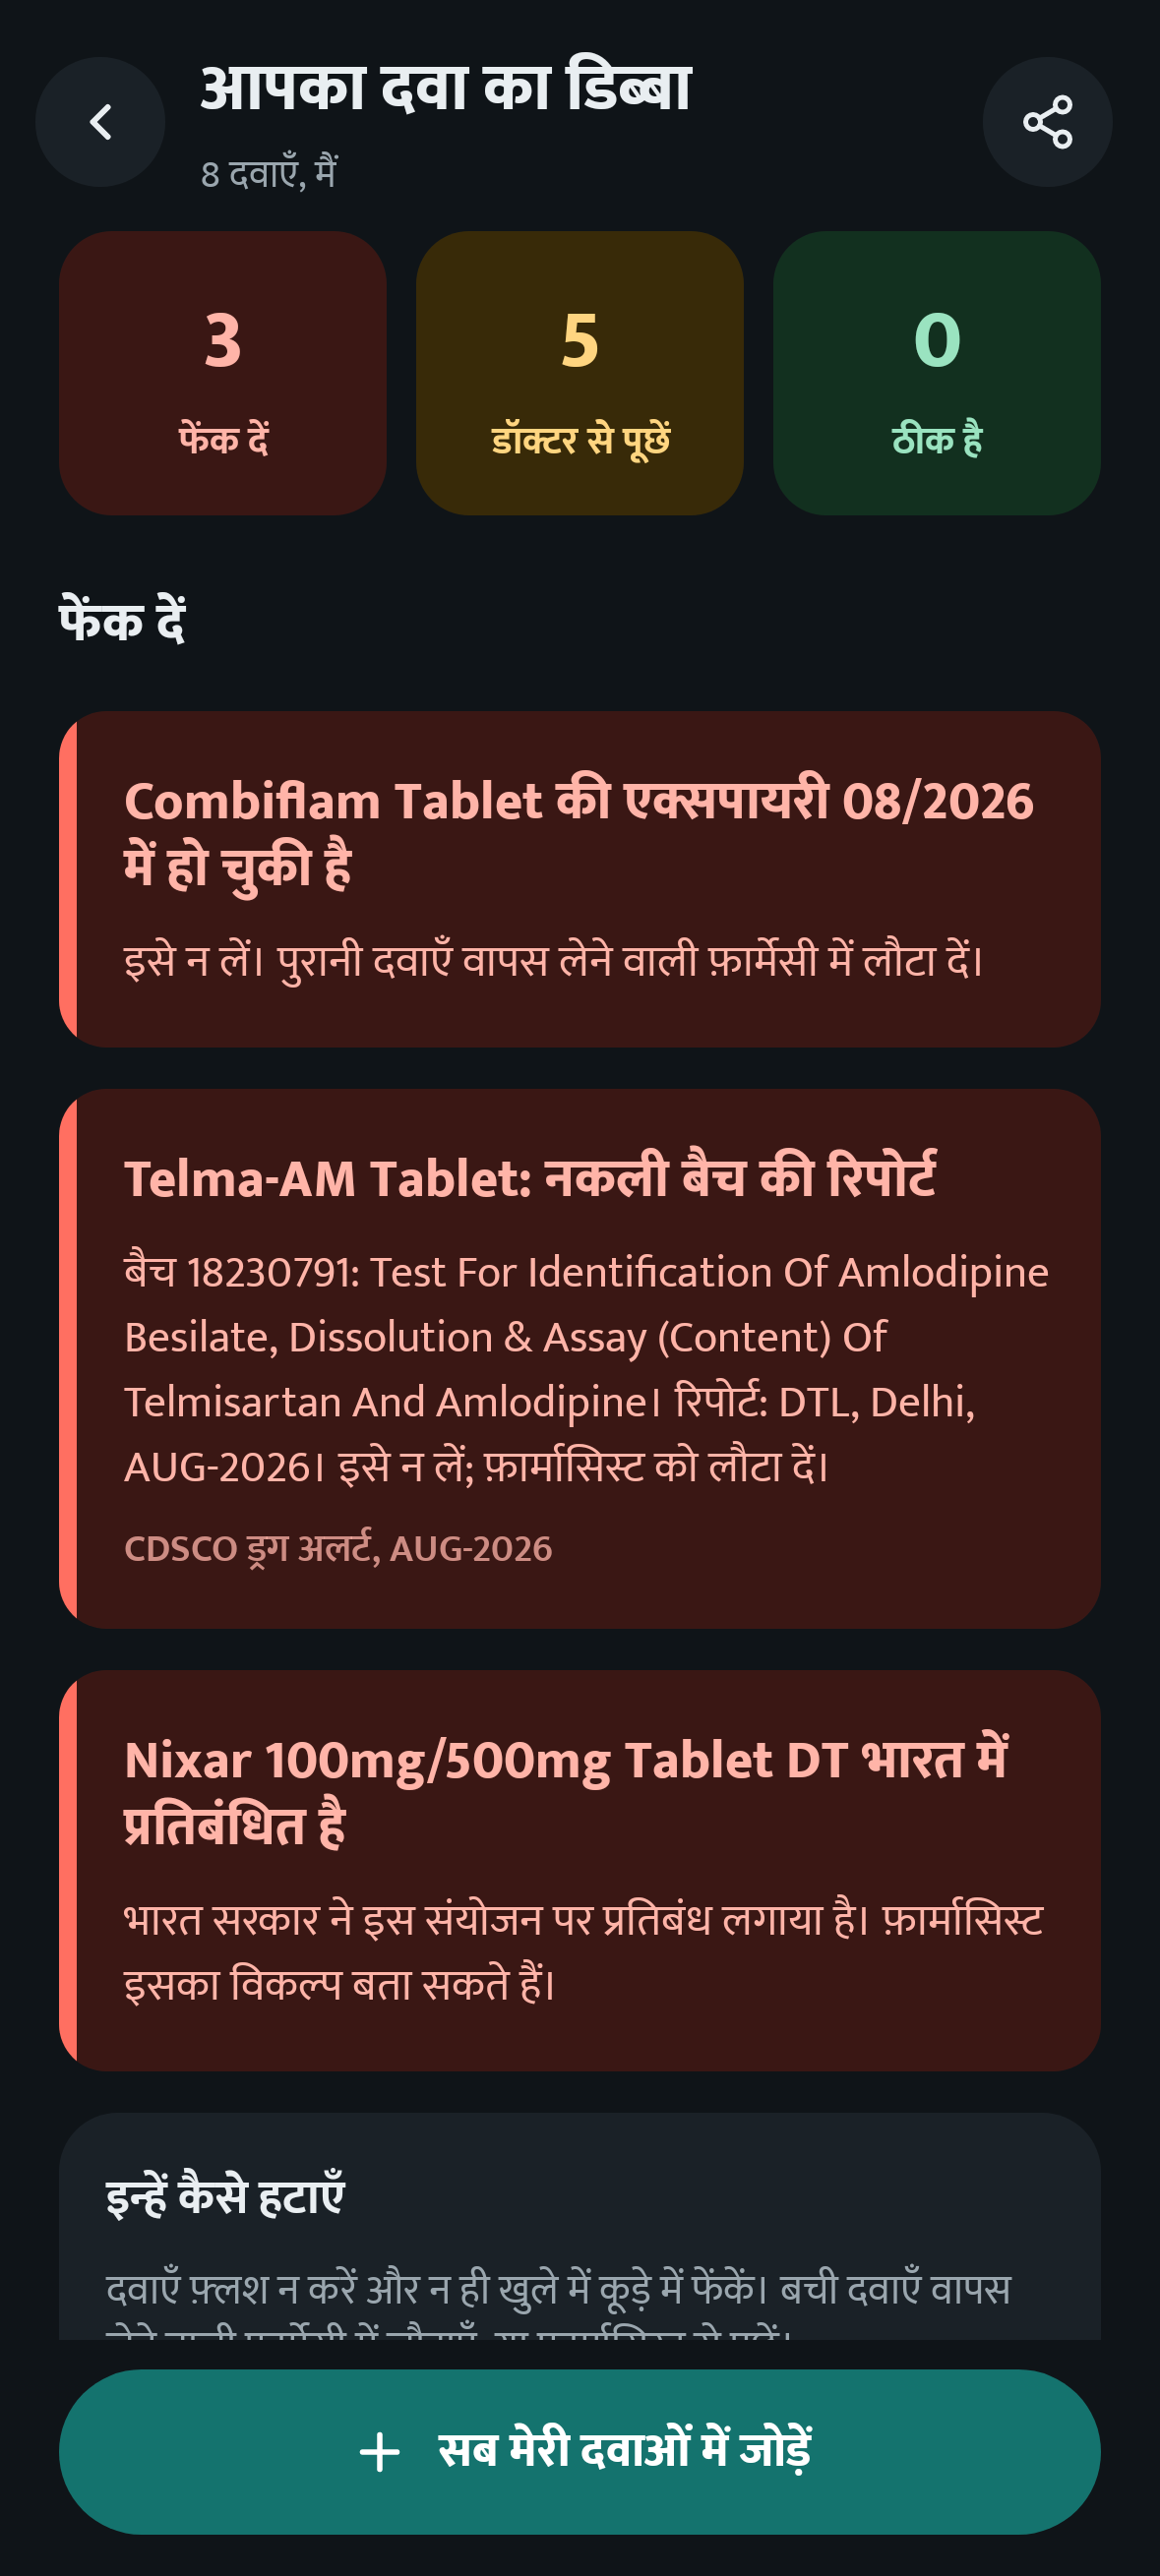 आपका दवा का डिब्बा
8 दवाएँ, मैं
3
फेंक दें
5
डॉक्टर से पूछें
0
ठीक है
फेंक दें
Combiflam Tablet की एक्सपायरी 08/2026
में हो चुकी है
इसे न लें। पुरानी दवाएँ वापस लेने वाली फ़ार्मेसी में लौटा दें।
Telma-AM Tablet: नकली बैच की रिपोर्ट
बैच 18230791: Test For Identification Of Amlodipine
Besilate, Dissolution & Assay (Content) Of
Telmisartan And Amlodipine। रिपोर्ट: DTL, Delhi,
AUG-2026। इसे न लें; फ़ार्मासिस्ट को लौटा दें।
CDSCO ड्रग अलर्ट, AUG-2026
Nixar 100mg/500mg Tablet DT भारत में
प्रतिबंधित है
भारत सरकार ने इस संयोजन पर प्रतिबंध लगाया है। फ़ार्मासिस्ट
इसका विकल्प बता सकते हैं।
इन्हें कैसे हटाएँ
दवाएँ फ़्लश न करें और न ही खुले में कूड़े में फेंकें। बची दवाएँ वापस
सब मेरी दवाओं में जोड़ें